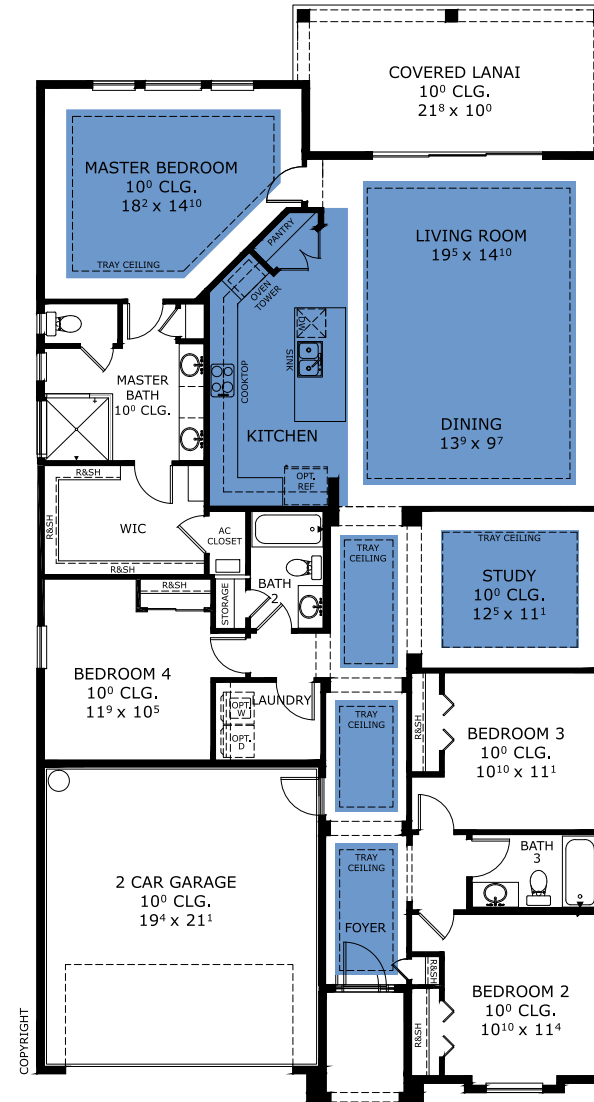 COVERED LANAI
10⁰ CLG.
21⁸ x 10⁰
MASTER BEDROOM
10⁰ CLG.
18² x 14¹⁰
TRAY CEILING
PANTRY
LIVING ROOM
19⁵ x 14¹⁰
OVEN
TOWER
DW
SINK
COOKTOP
MASTER
BATH
10⁰ CLG.
KITCHEN
DINING
13⁹ x 9⁷
OPT.
REF
R&SH
R&SH
WIC
R&SH
AC
CLOSET
TRAY
CEILING
TRAY CEILING
STUDY
10⁰ CLG.
12⁵ x 11¹
R&SH
STORAGE
BATH
2
BEDROOM 4
10⁰ CLG.
11⁹ x 10⁵
LAUNDRY
OPT.
W
OPT.
D
TRAY
CEILING
R&SH
BEDROOM 3
10⁰ CLG.
10¹⁰ x 11¹
2 CAR GARAGE
10⁰ CLG.
19⁴ x 21¹
TRAY
CEILING
FOYER
BATH
3
R&SH
R&SH
BEDROOM 2
10⁰ CLG.
10¹⁰ x 11⁴
COPYRIGHT